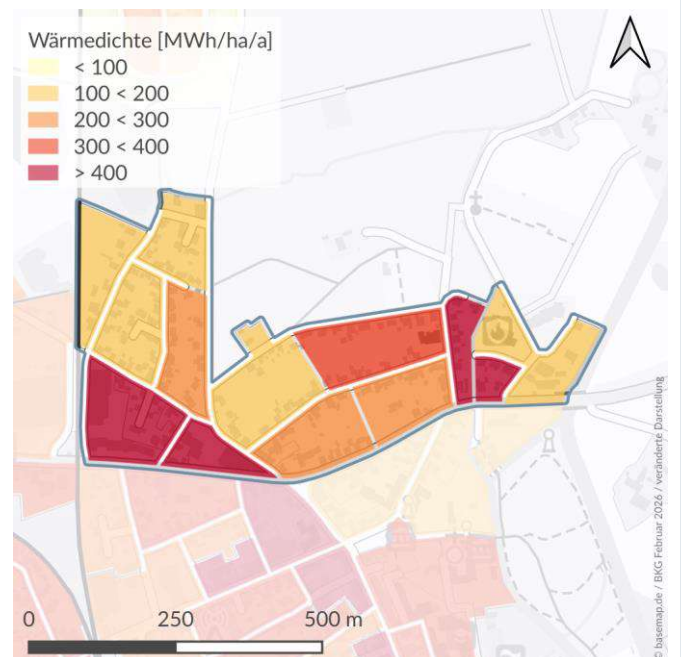 Wärmedichte [MWh/ha/a]
< 100
100 < 200
200 < 300
300 < 400
> 400
© basemap.de / BKG Februar 2026 / veränderte Darstellung
0 250 500 m